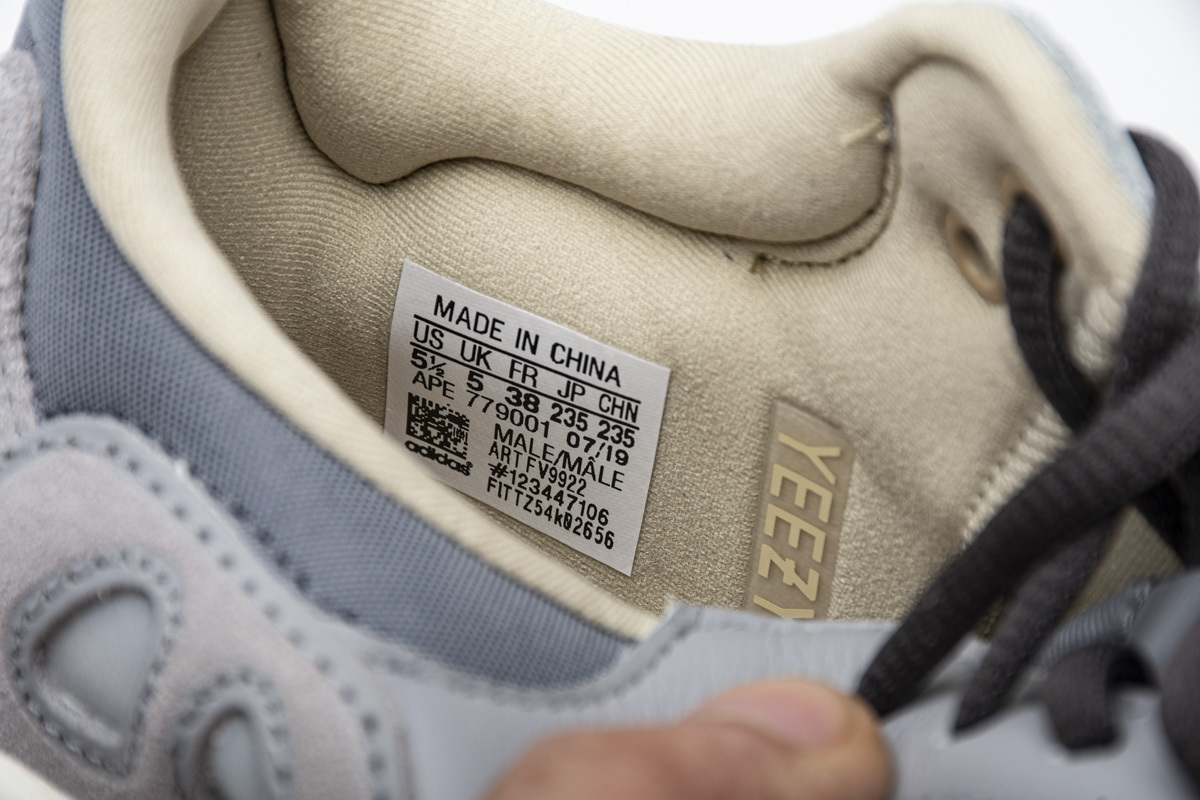 MADE IN CHINA
US UK FR JP CHN
5½ 5 38 235 235
APE 779001 07/19
MALE/MÂLE
ART FV9922
#123447106
FITTZ54k02656
adidas
YEEZY